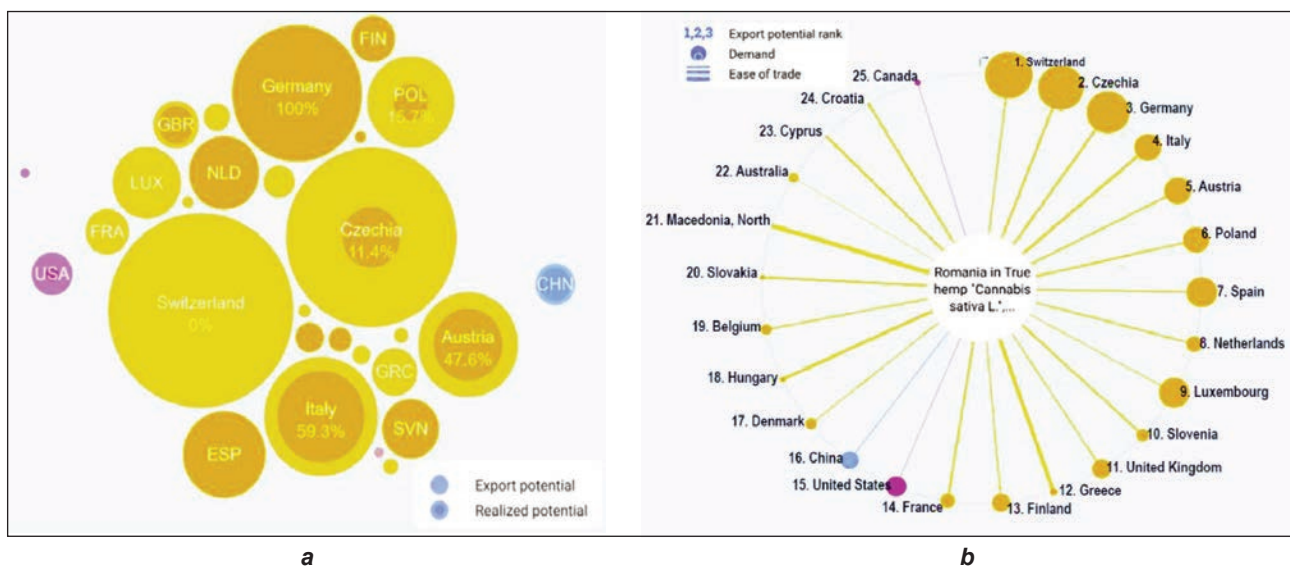 FIN
Germany
100%
POL
15.7%
GBR
NLD
LUX
FRA
Czechia
11.4%
USA
CHN
Switzerland
0%
Austria
47.6%
GRC
Italy
59.3%
SVN
ESP
Export potential
Realized potential
a
1,2,3 Export potential rank
Demand
Ease of trade
1. Switzerland
2. Czechia
3. Germany
4. Italy
5. Austria
6. Poland
7. Spain
8. Netherlands
9. Luxembourg
10. Slovenia
11. United Kingdom
12. Greece
13. Finland
14. France
15. United States
16. China
17. Denmark
18. Hungary
19. Belgium
20. Slovakia
21. Macedonia, North
22. Australia
23. Cyprus
24. Croatia
25. Canada
Romania in True
hemp "Cannabis
sativa L.",...
b